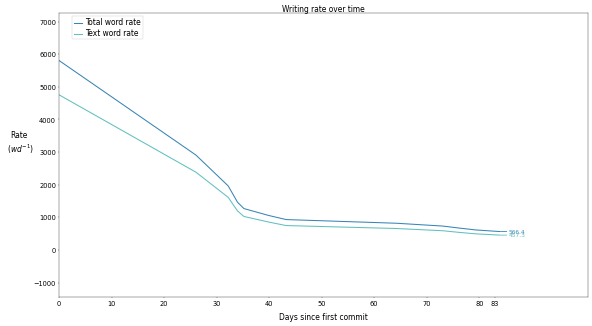 Writing rate over time
Total word rate
Text word rate
7000
6000
5000
4000
3000
2000
1000
0
−1000
Rate
(wd⁻¹)
0 10 20 30 40 50 60 70 80 83
Days since first commit